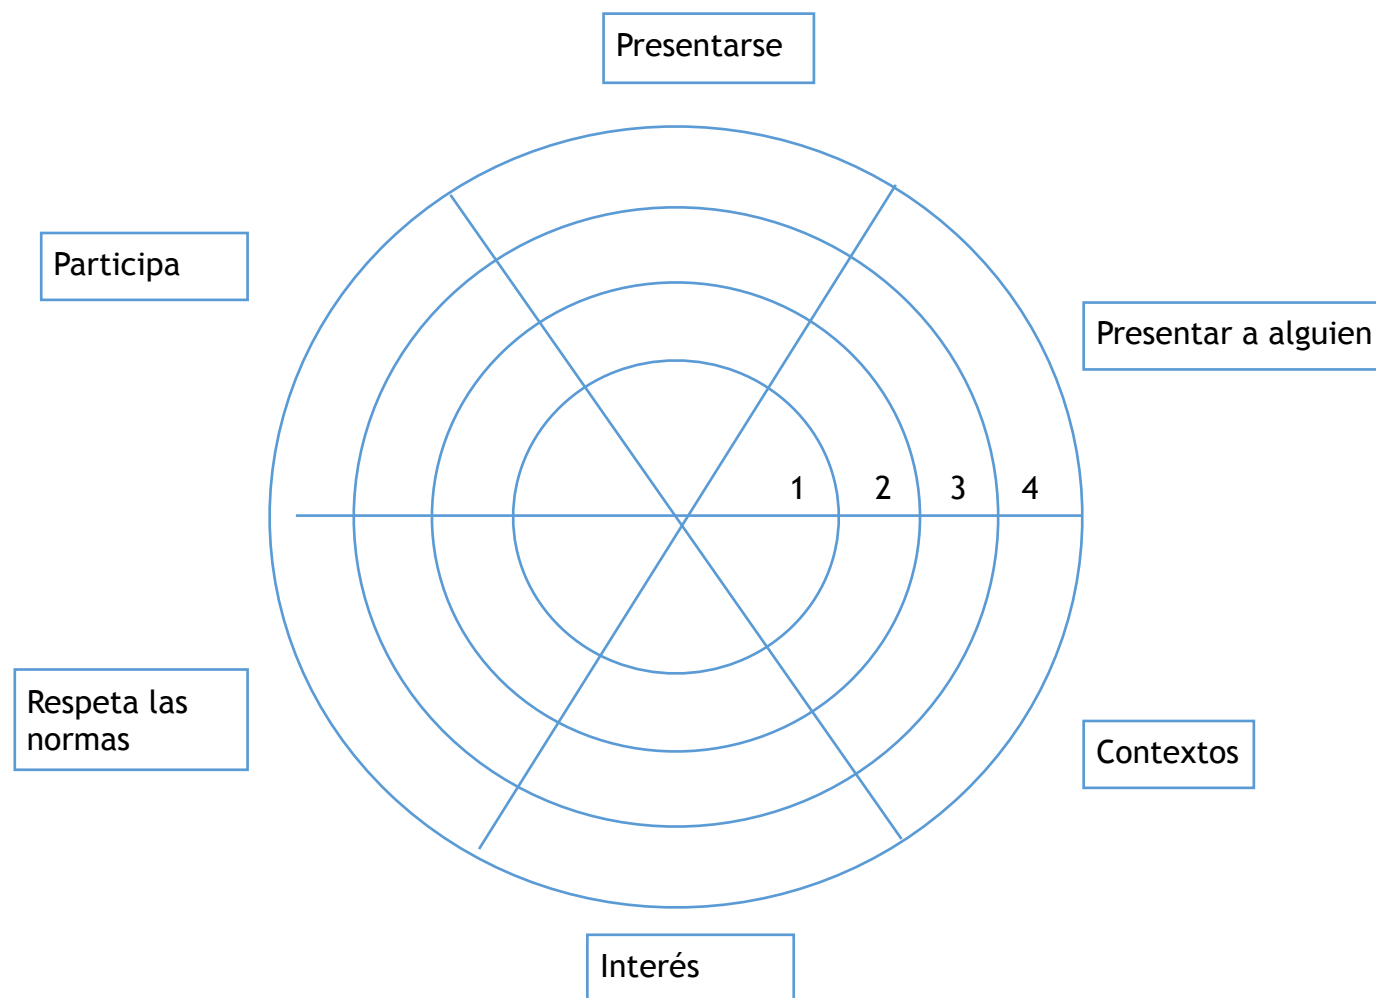 Presentarse
Participa
Presentar a alguien
1 2 3 4
Respeta las
normas
Contextos
Interés